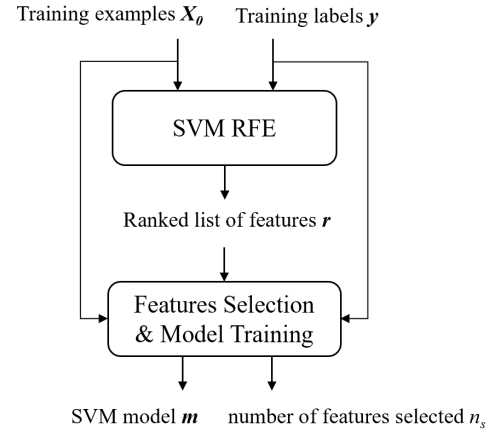 Training examples X₀ Training labels y
SVM RFE
Ranked list of features r
Features Selection
& Model Training
SVM model m number of features selected nₛ